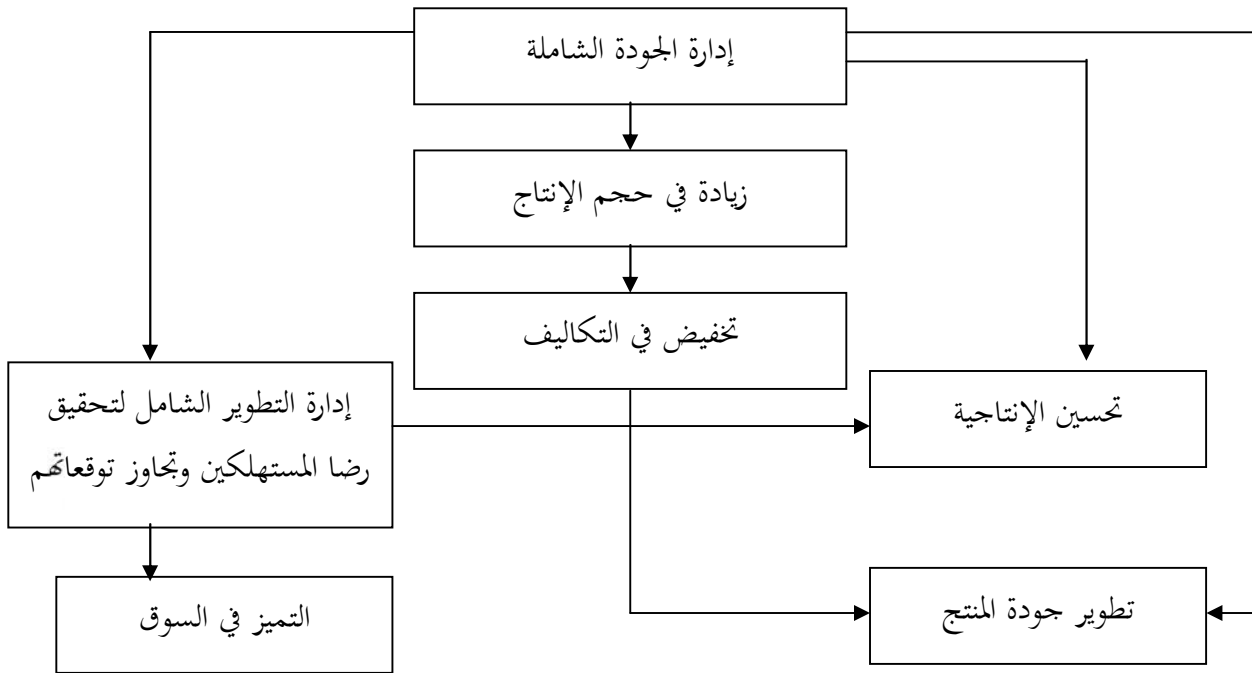 إدارة الجودة الشاملة
زيادة في حجم الإنتاج
تخفيض في التكاليف
إدارة التطوير الشامل لتحقيق
رضا المستهلكين وتجاوز توقعاتهم
تحسين الإنتاجية
التميز في السوق
تطوير جودة المنتج